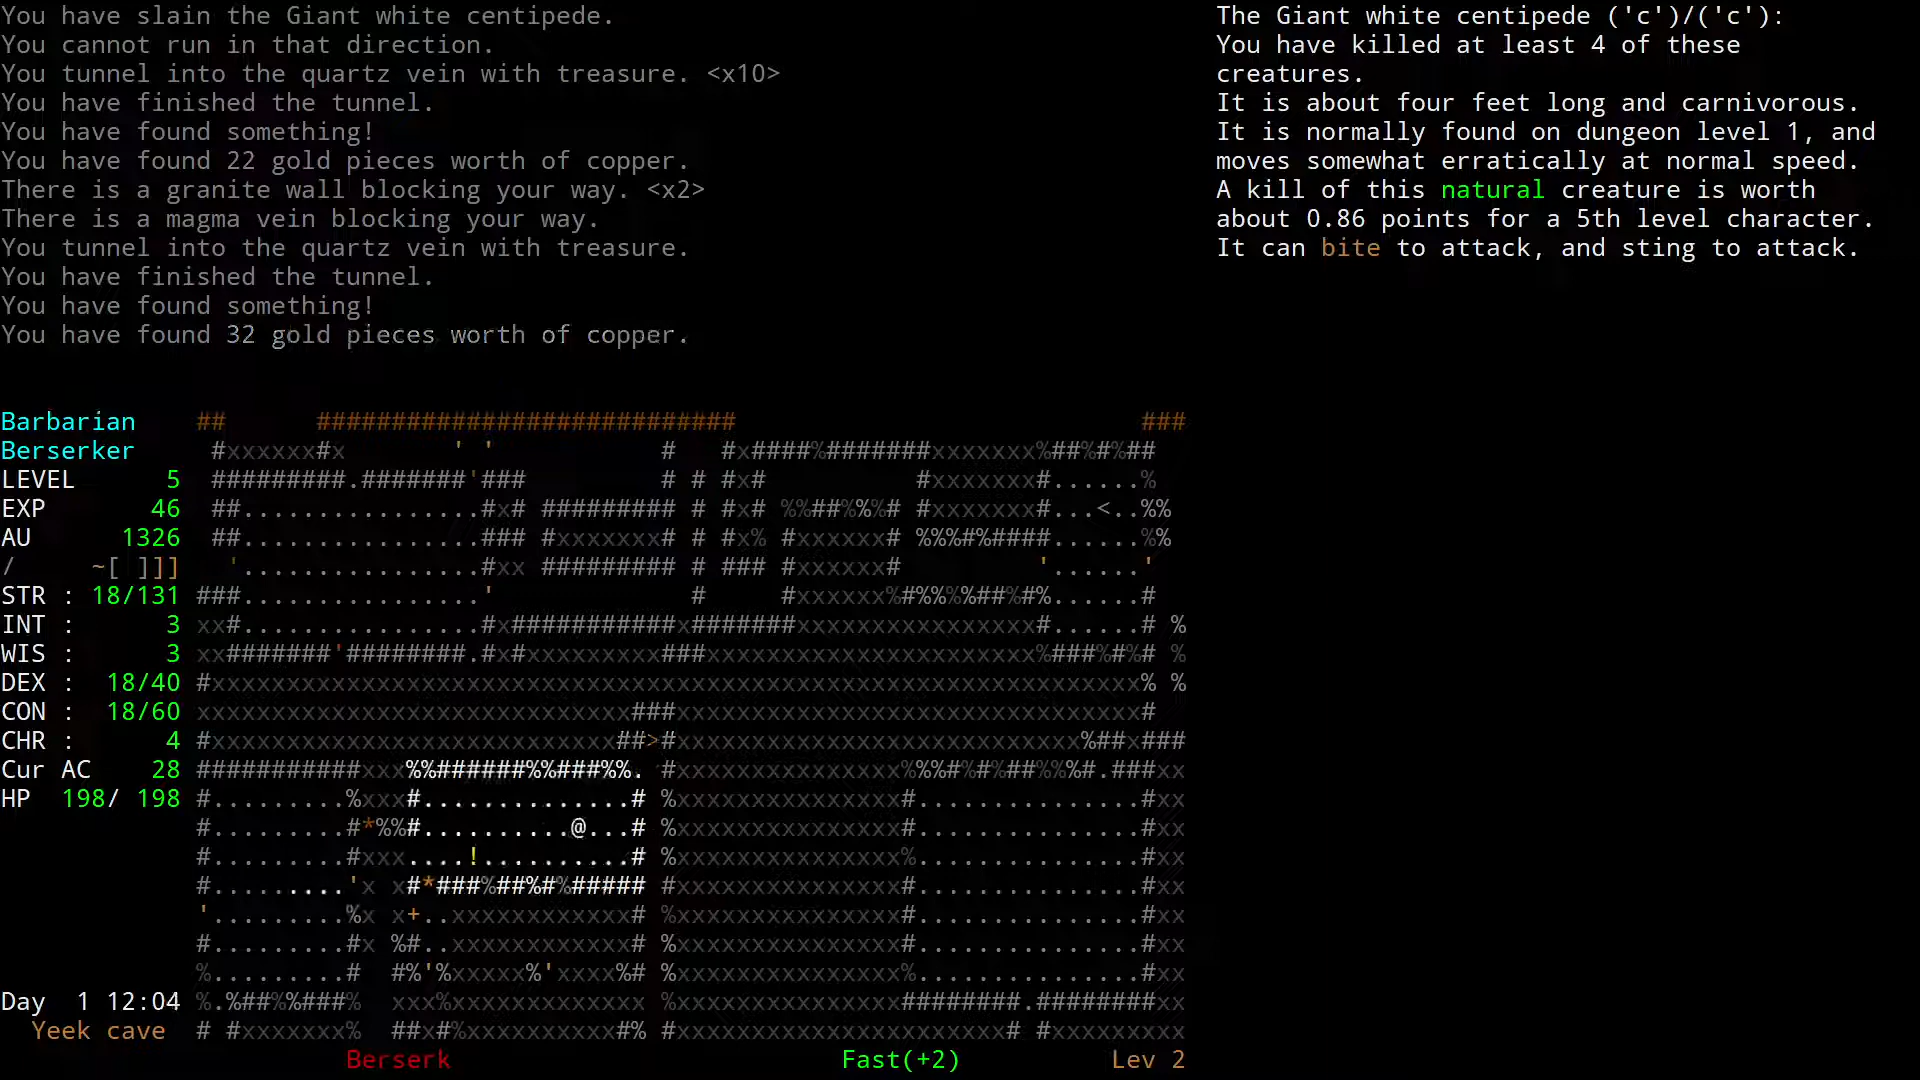 You have slain the Giant white centipede.
You cannot run in that direction.
You tunnel into the quartz vein with treasure. <x10>
You have finished the tunnel.
You have found something!
You have found 22 gold pieces worth of copper.
There is a granite wall blocking your way. <x2>
There is a magma vein blocking your way.
You tunnel into the quartz vein with treasure.
You have finished the tunnel.
You have found something!
You have found 32 gold pieces worth of copper.
The Giant white centipede ('c')/('c'):
You have killed at least 4 of these
creatures.
It is about four feet long and carnivorous.
It is normally found on dungeon level 1, and
moves somewhat erratically at normal speed.
A kill of this natural creature is worth
about 0.86 points for a 5th level character.
It can bite to attack, and sting to attack.
Barbarian
Berserker
LEVEL 5
EXP 46
AU 1326
/ ~[ ]]]
STR : 18/131
INT : 3
WIS : 3
DEX : 18/40
CON : 18/60
CHR : 4
Cur AC 28
HP 198/ 198
Day 1 12:04
Yeek cave
Berserk
Fast(+2)
Lev 2